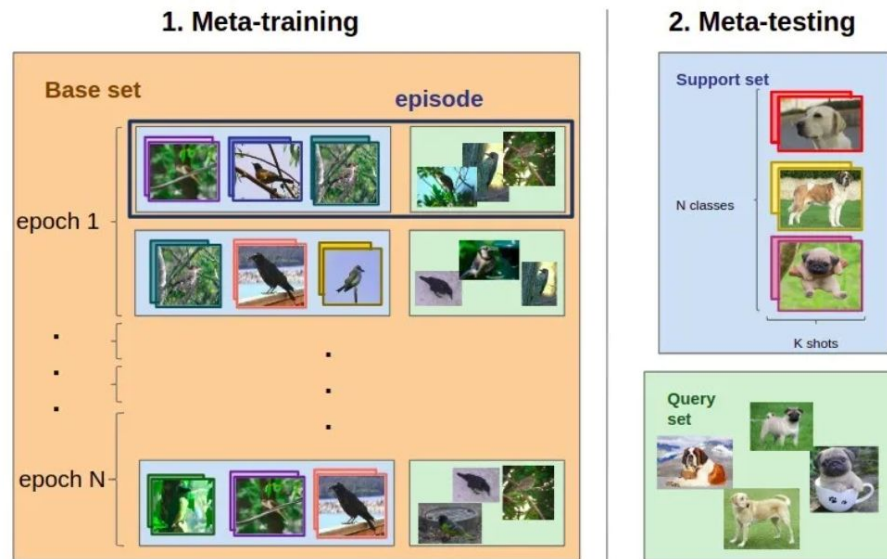 1. Meta-training
2. Meta-testing
Base set
episode
epoch 1
epoch N
Support set
N classes
K shots
Query
set